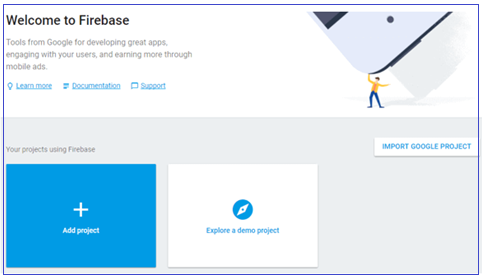 Welcome to Firebase
Tools from Google for developing great apps,
engaging with your users, and earning more through
mobile ads.
Learn more Documentation Support
Your projects using Firebase
IMPORT GOOGLE PROJECT
Add project
Explore a demo project